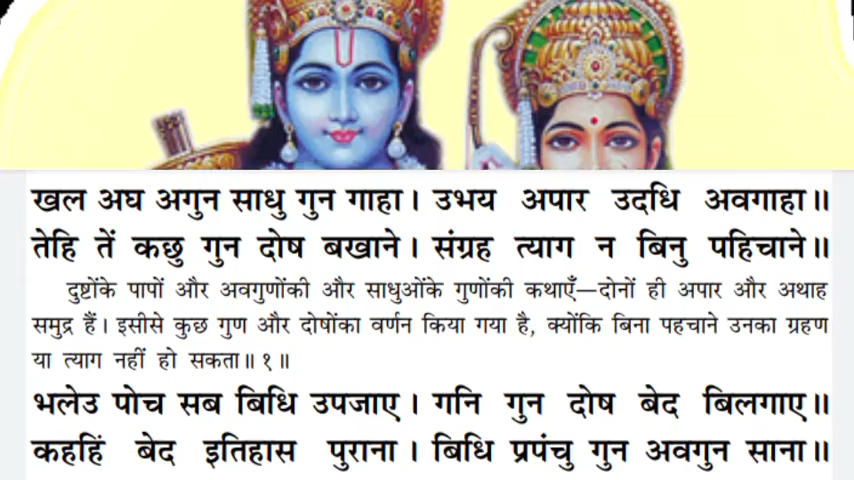 खल अघ अगुन साधु गुन गाहा। उभय अपार उदधि अवगाहा॥
तेहि तें कछु गुन दोष बखाने। संग्रह त्याग न बिनु पहिचाने॥
दुष्टोंके पापों और अवगुणोंकी और साधुओंके गुणोंकी कथाएँ—दोनों ही अपार और अथाह
समुद्र हैं। इसीसे कुछ गुण और दोषोंका वर्णन किया गया है, क्योंकि बिना पहचाने उनका ग्रहण
या त्याग नहीं हो सकता॥ १॥
भलेउ पोच सब बिधि उपजाए। गनि गुन दोष बेद बिलगाए॥
कहहिं बेद इतिहास पुराना। बिधि प्रपंचु गुन अवगुन साना॥